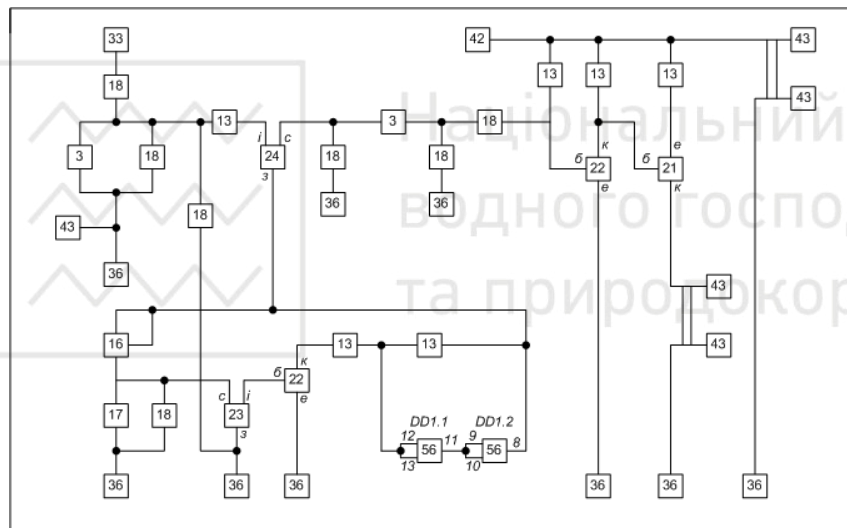 33 42 43
18 13 13 13
43
13 і с 3 18
Національний
3 18 24 18 18 к е
з б 22 б 21
е к
18 36 36
водного господ
43
36
та природокор
43
16 13 13 43
к
б 22
с і е
17 18 23 DD1.1 DD1.2
з 12 56 11 9 56 8
13 10
36 36 36 36 36 36